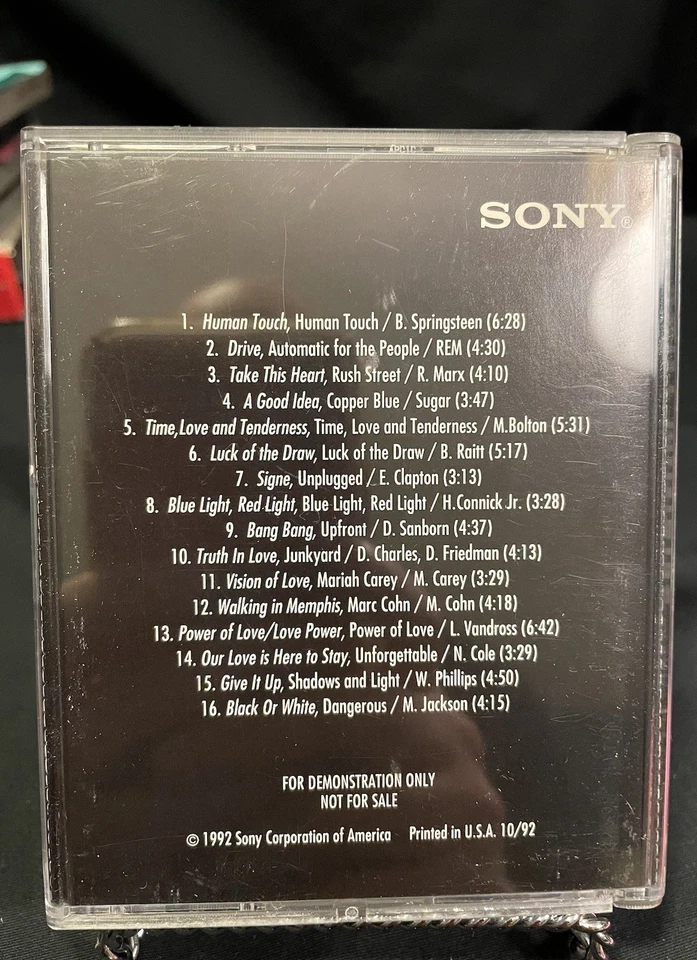 SONY®
1. Human Touch, Human Touch / B. Springsteen (6:28)
2. Drive, Automatic for the People / REM (4:30)
3. Take This Heart, Rush Street / R. Marx (4:10)
4. A Good Idea, Copper Blue / Sugar (3:47)
5. Time,Love and Tenderness, Time, Love and Tenderness / M.Bolton (5:31)
6. Luck of the Draw, Luck of the Draw / B. Raitt (5:17)
7. Signe, Unplugged / E. Clapton (3:13)
8. Blue Light, Red Light, Blue Light, Red Light / H.Connick Jr. (3:28)
9. Bang Bang, Upfront / D. Sanborn (4:37)
10. Truth In Love, Junkyard / D. Charles, D. Friedman (4:13)
11. Vision of Love, Mariah Carey / M. Carey (3:29)
12. Walking in Memphis, Marc Cohn / M. Cohn (4:18)
13. Power of Love/Love Power, Power of Love / L. Vandross (6:42)
14. Our Love is Here to Stay, Unforgettable / N. Cole (3:29)
15. Give It Up, Shadows and Light / W. Phillips (4:50)
16. Black Or White, Dangerous / M. Jackson (4:15)
FOR DEMONSTRATION ONLY
NOT FOR SALE
© 1992 Sony Corporation of America Printed in U.S.A. 10/92